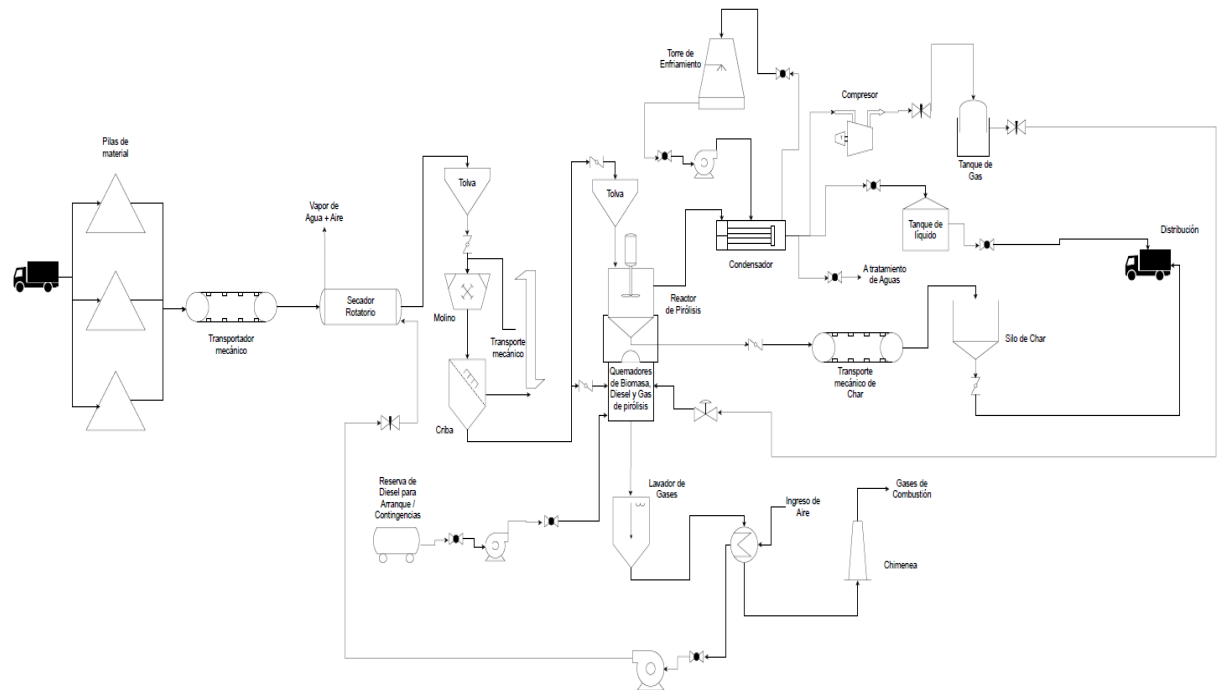 Torre de
Enfriamiento
Compresor
Tanque de
Gas
Pilas de
material
Tolva
Tolva
Vapor de
Agua + Aire
Condensador
Tanque de
líquido
Distribución
A tratamiento
de Aguas
Transportador
mecánico
Secador
Rotatorio
Molino
Transporte
mecánico
Reactor
de Pirólisis
Transporte
mecánico de
Char
Silo de Char
Criba
Quemadores
de Biomasa,
Diesel y Gas
de pirólisis
Reserva de
Diesel para
Arranque /
Contingencias
Lavador de
Gases
Ingreso de
Aire
Gases de
Combustión
Chimenea